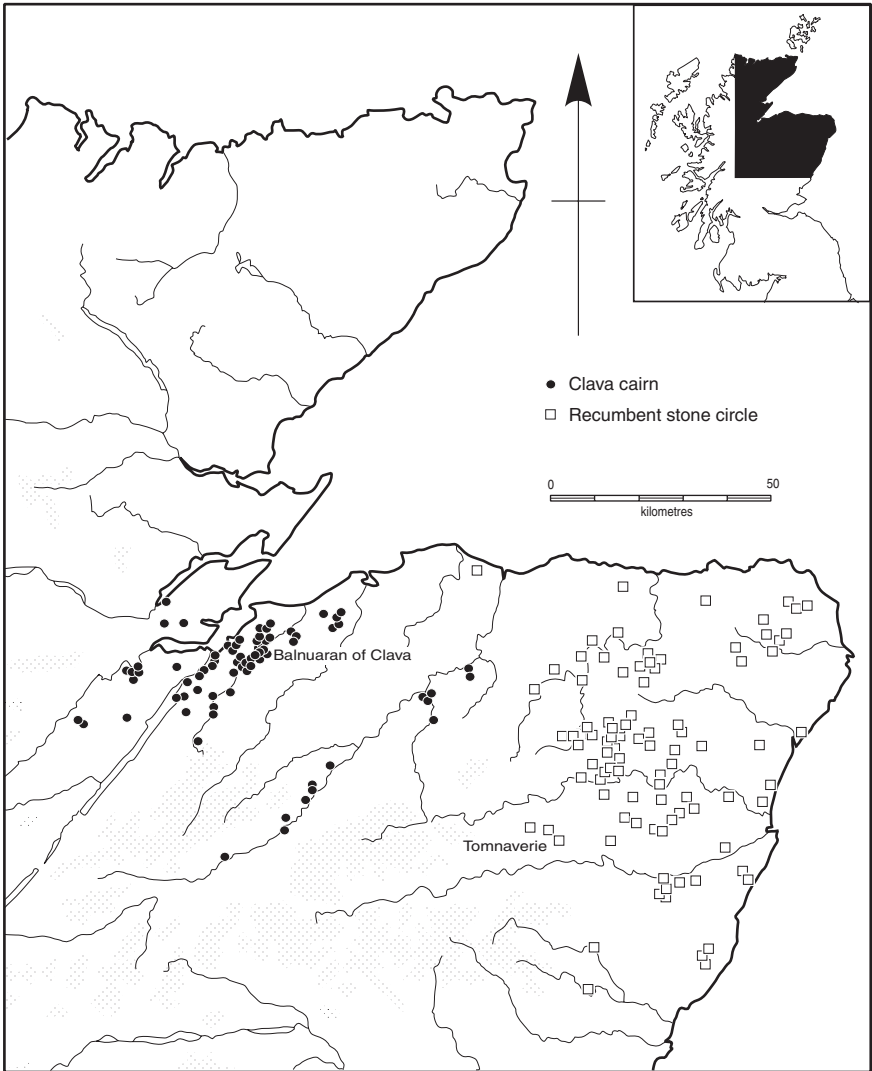 Clava cairn
Recumbent stone circle
0 50
kilometres
Balnuaran of Clava
Tomnaverie